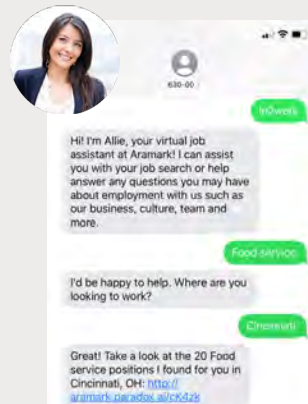 630-00
Hi! I'm Allie, your virtual job
assistant at Aramark! I can assist
you with your job search or help
answer any questions you may have
about employment with us such as
our business, culture, team and
more.
Food service
I'd be happy to help. Where are you
looking to work?
Cincinnati
Great! Take a look at the 20 Food
service positions I found for you in
Cincinnati, OH: http://
aramark.paradox.ai/cK4zk